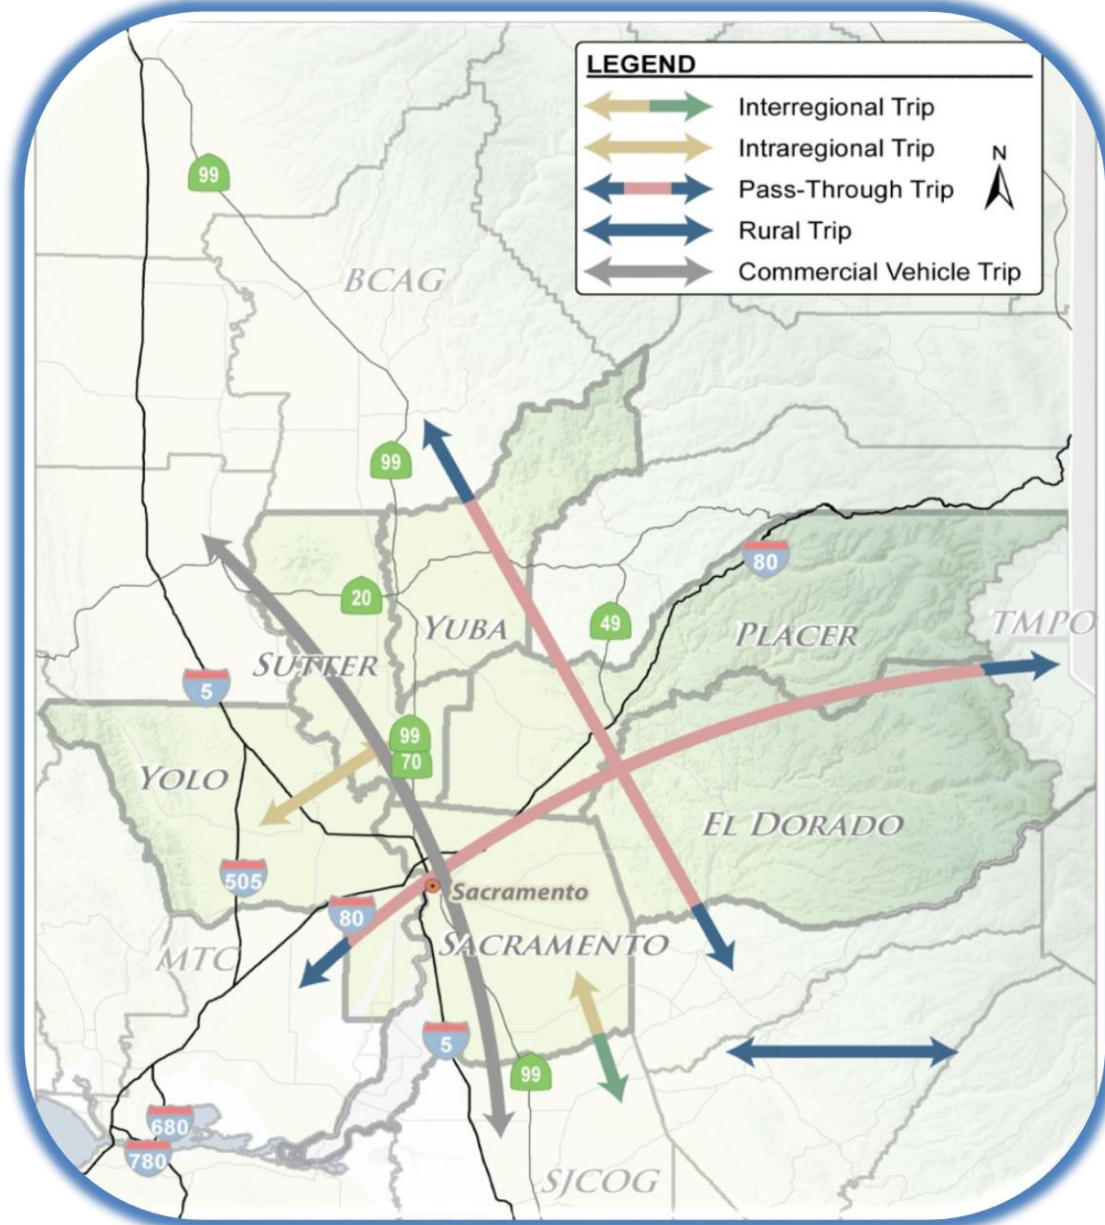 LEGEND
Interregional Trip
Intraregional Trip
Pass-Through Trip
Rural Trip
Commercial Vehicle Trip
N
99
BCAG
99
80
20
49
YUBA
PLACER
TMPO
SUTTER
5
99
70
YOLO
EL DORADO
505
Sacramento
80
SACRAMENTO
MTC
5
99
680
780
SJCOG